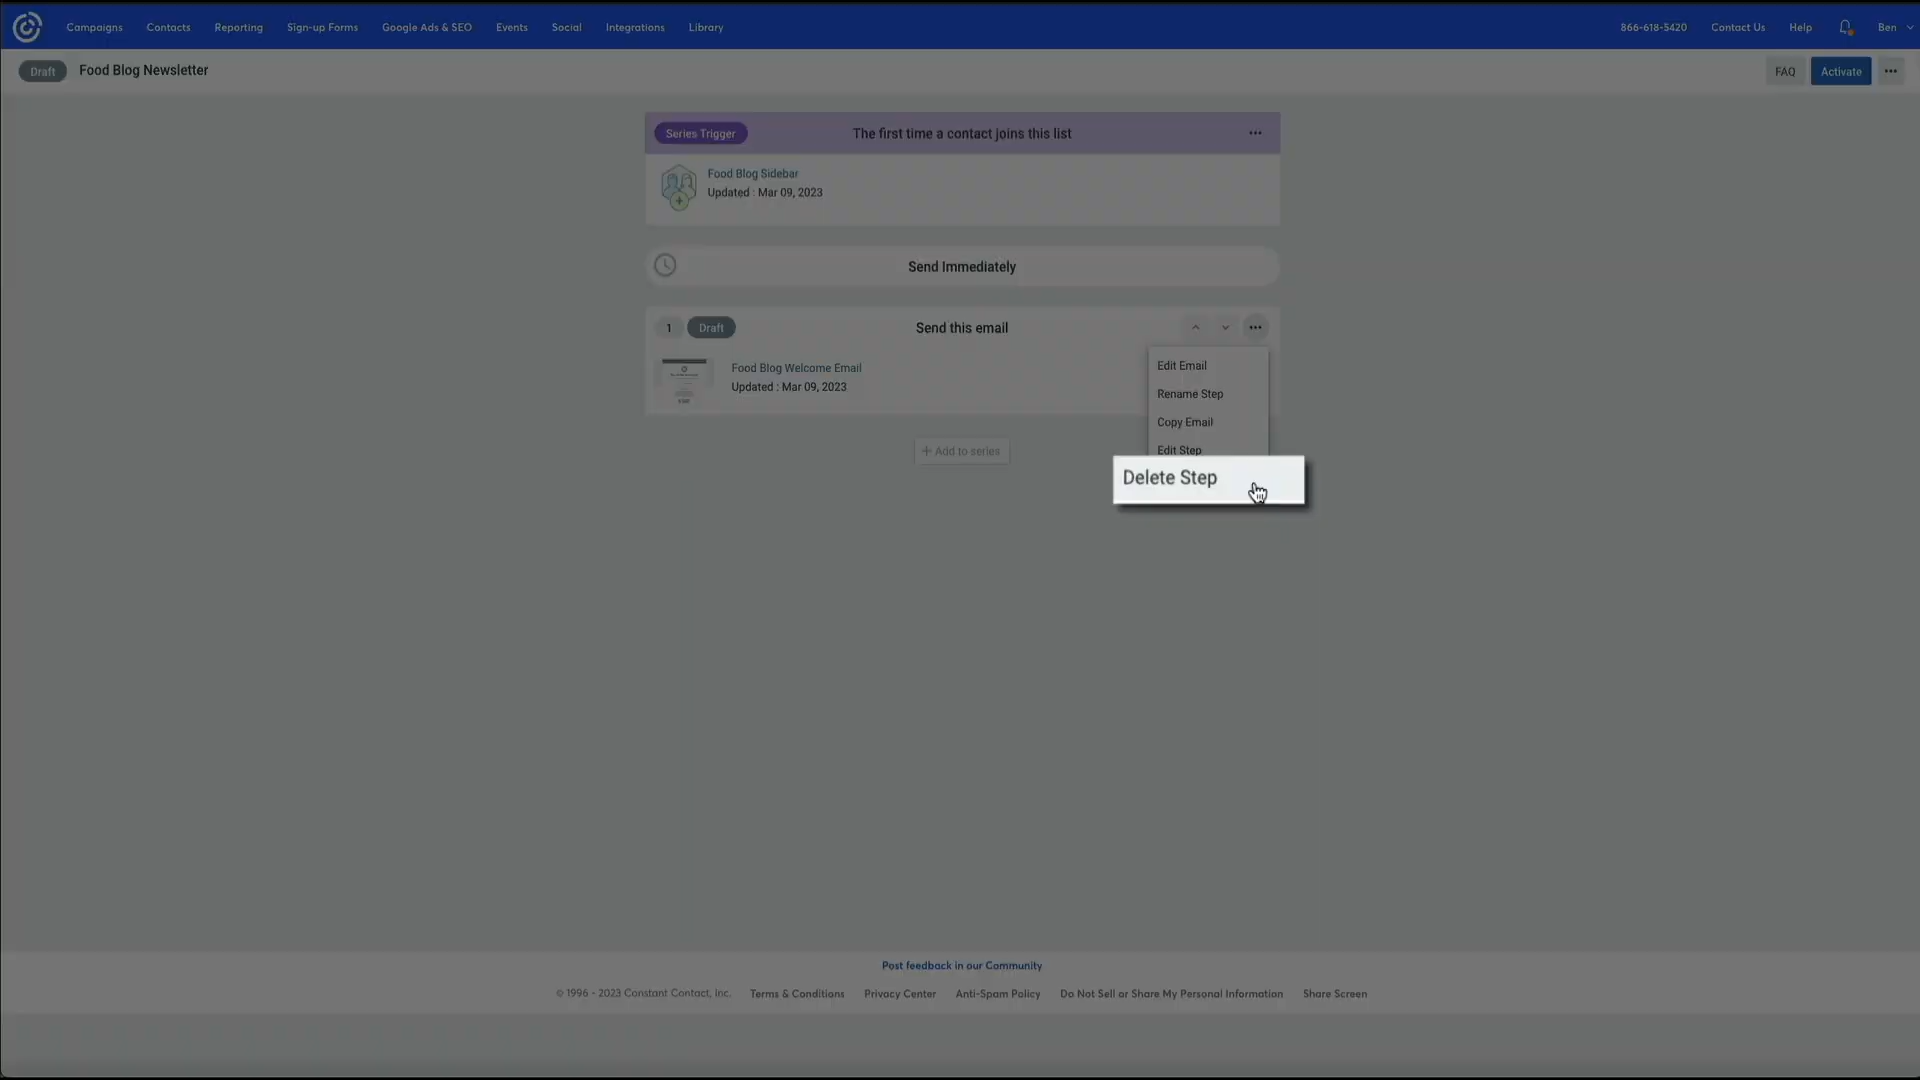 Campaigns Contacts Reporting Sign-up Forms Google Ads & SEO Events Social Integrations Library 866-618-5420 Contact Us Help Ben
Draft Food Blog Newsletter FAQ Activate
Series Trigger The first time a contact joins this list
Food Blog Sidebar
Updated : Mar 09, 2023
Send Immediately
1 Draft Send this email
Food Blog Welcome Email
Updated : Mar 09, 2023
Edit Email
Rename Step
Copy Email
Edit Step
Delete Step
+ Add to series
Post feedback in our Community
© 1996 - 2023 Constant Contact, Inc. Terms & Conditions Privacy Center Anti-Spam Policy Do Not Sell or Share My Personal Information Share Screen